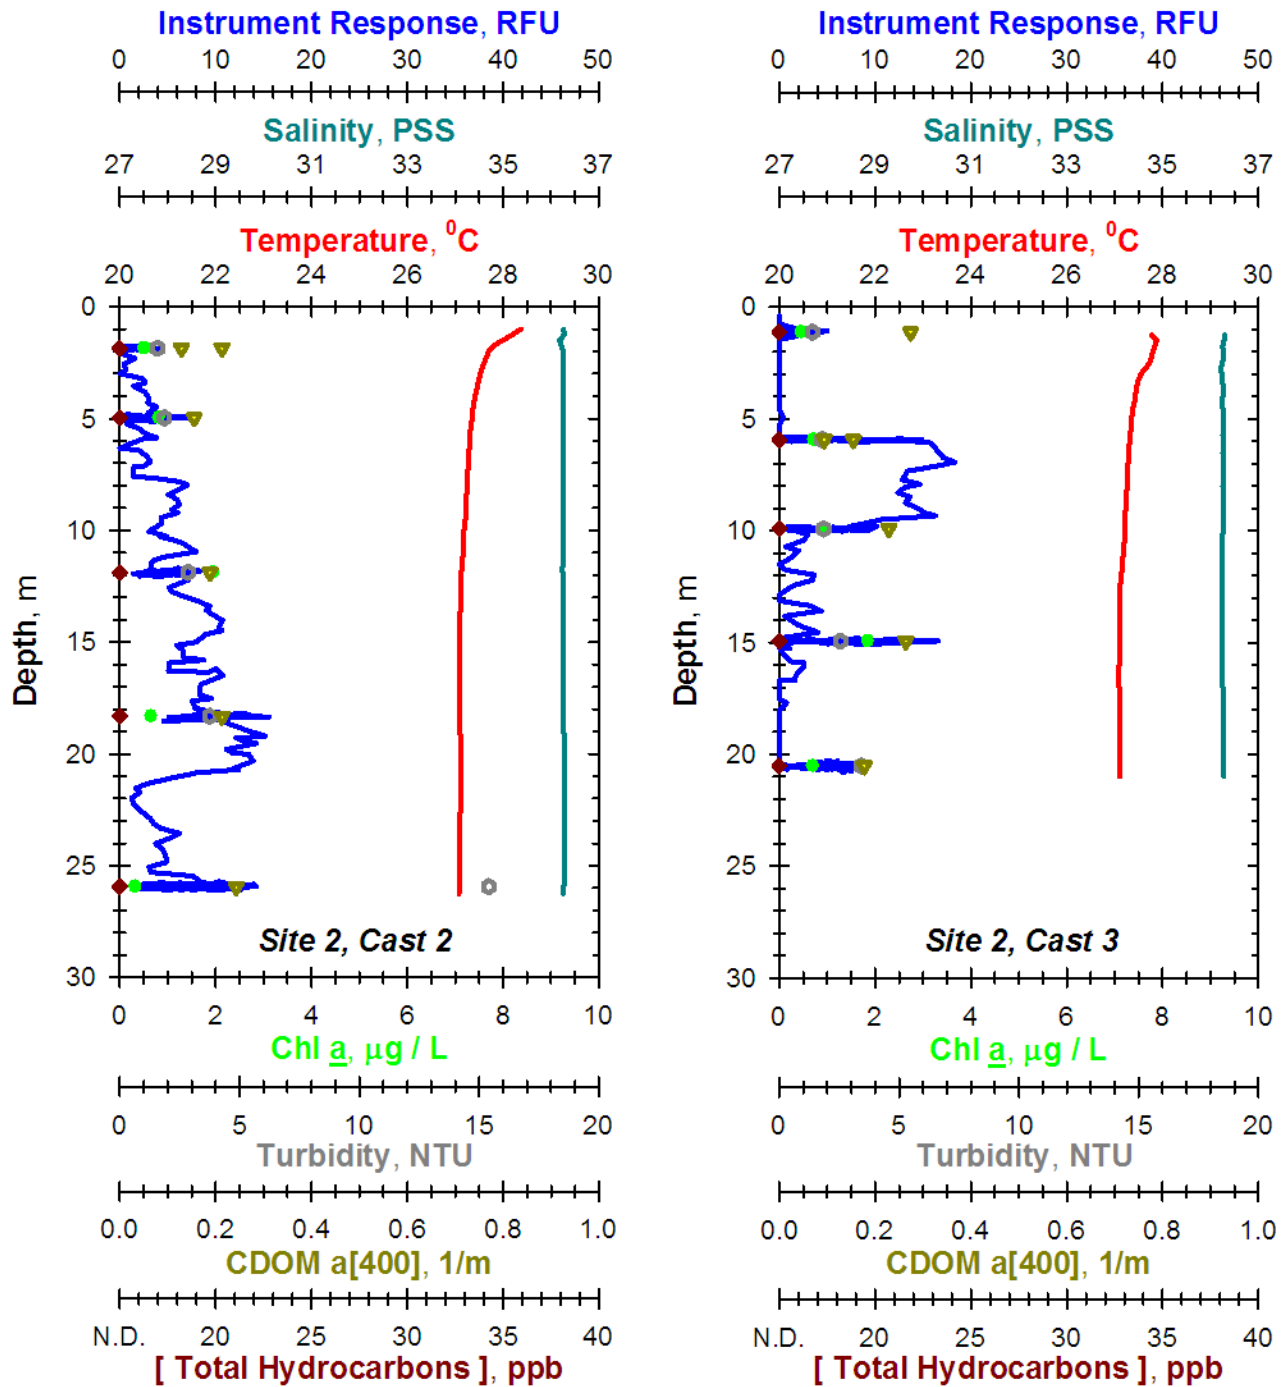 Instrument Response, RFU
0 10 20 30 40 50
Salinity, PSS
27 29 31 33 35 37
Temperature, ⁰C
20 22 24 26 28 30
0
5
10
15
20
25
30
Depth, m
Site 2, Cast 2
0 2 4 6 8 10
Chl a, µg / L
0 5 10 15 20
Turbidity, NTU
0.0 0.2 0.4 0.6 0.8 1.0
CDOM a[400], 1/m
N.D. 20 25 30 35 40
[ Total Hydrocarbons ], ppb
Instrument Response, RFU
0 10 20 30 40 50
Salinity, PSS
27 29 31 33 35 37
Temperature, ⁰C
20 22 24 26 28 30
0
5
10
15
20
25
30
Depth, m
Site 2, Cast 3
0 2 4 6 8 10
Chl a, µg / L
0 5 10 15 20
Turbidity, NTU
0.0 0.2 0.4 0.6 0.8 1.0
CDOM a[400], 1/m
N.D. 20 25 30 35 40
[ Total Hydrocarbons ], ppb